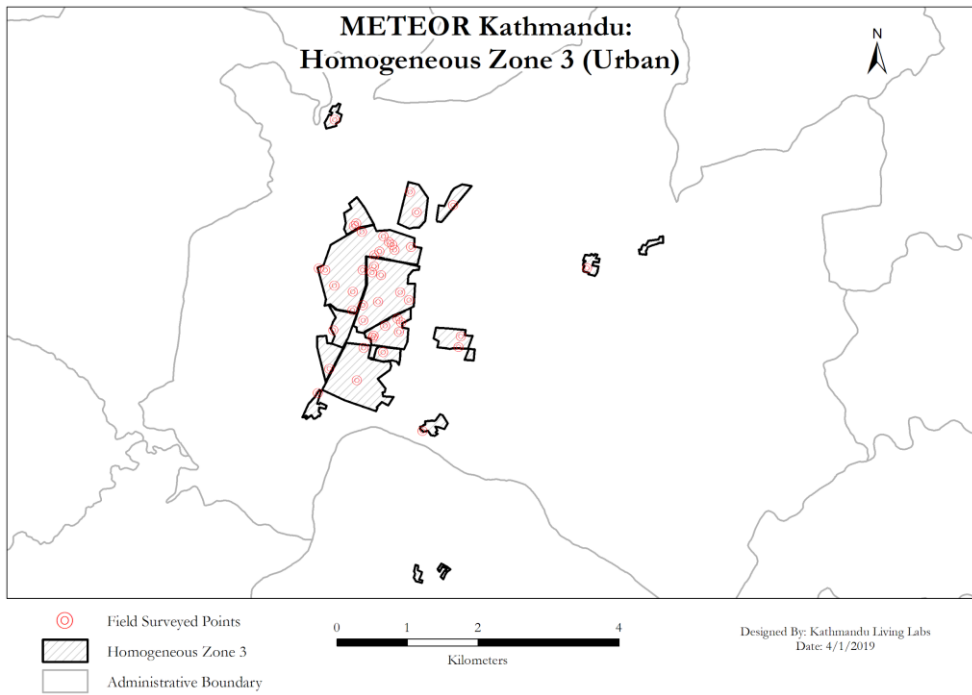 METEOR Kathmandu:
Homogeneous Zone 3 (Urban)
N
Field Surveyed Points
Homogeneous Zone 3
Administrative Boundary
0 1 2 4
Kilometers
Designed By: Kathmandu Living Labs
Date: 4/1/2019